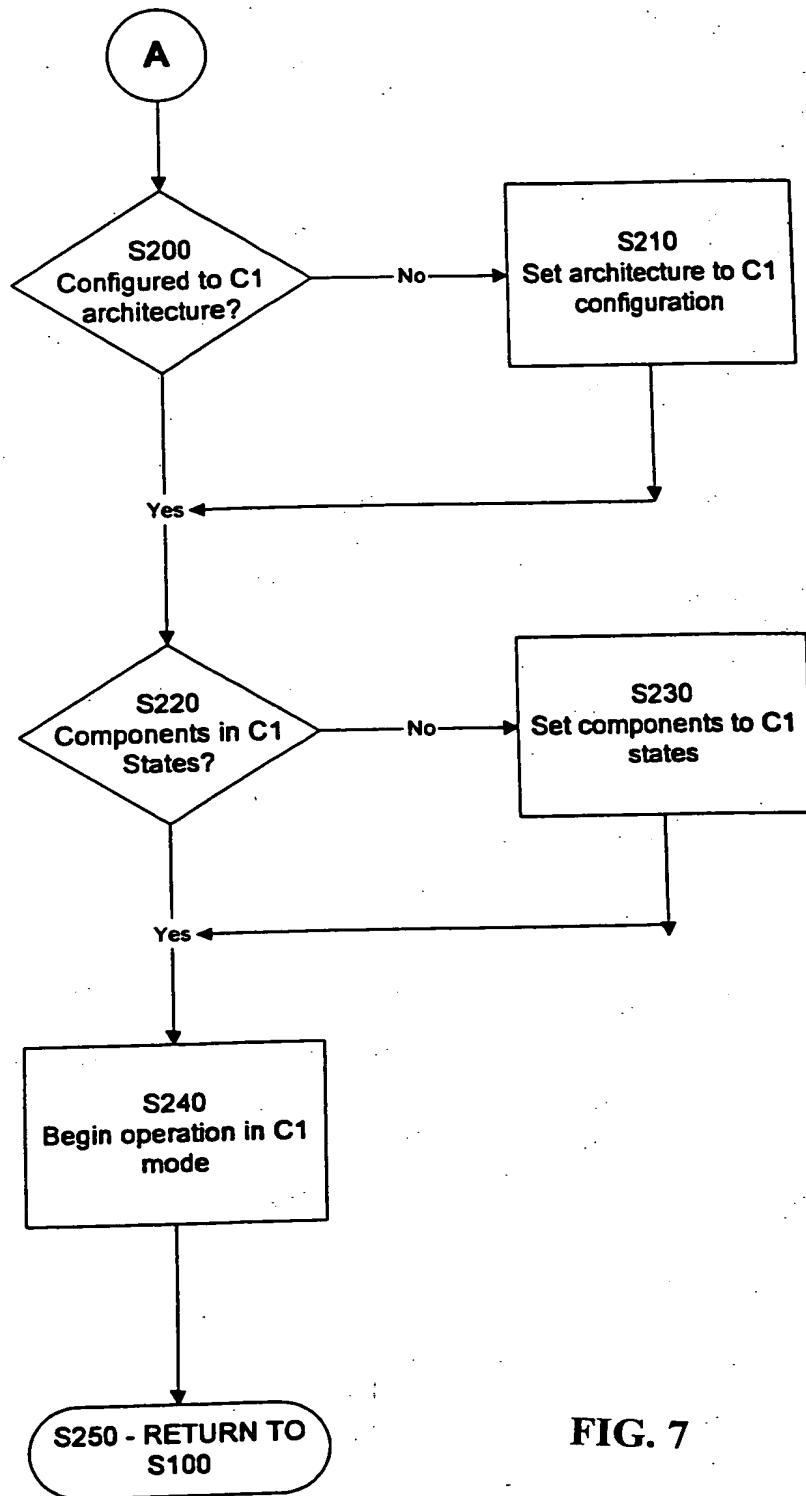 A
S200
Configured to C1
architecture?
No
S210
Set architecture to C1
configuration
Yes
S220
Components in C1
States?
No
S230
Set components to C1
states
Yes
S240
Begin operation in C1
mode
S250 - RETURN TO
S100
FIG. 7